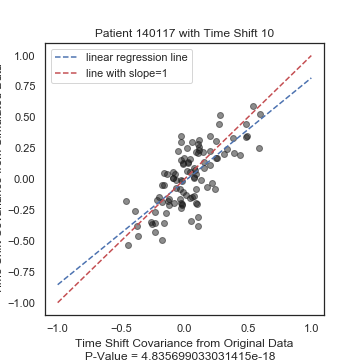 Patient 140117 with Time Shift 10
linear regression line
line with slope=1
1.00
0.75
0.50
0.25
0.00
−0.25
−0.50
−0.75
−1.00
−1.0
−0.5
0.0
0.5
1.0
Time Shift Covariance from Original Data
P-Value = 4.835699033031415e-18